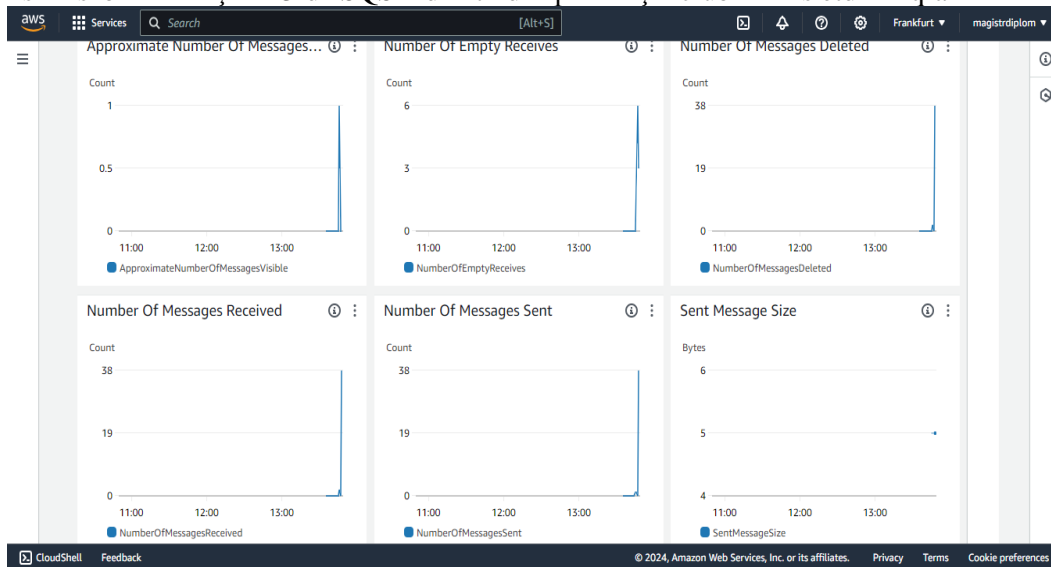 aws Services Search [Alt+S] Frankfurt ▼ magistrdiplom ▼
Approximate Number Of Messages...
Count
1
0.5
0
11:00 12:00 13:00
ApproximateNumberOfMessagesVisible
Number Of Empty Receives
Count
6
3
0
11:00 12:00 13:00
NumberOfEmptyReceives
Number Of Messages Deleted
Count
38
19
0
11:00 12:00 13:00
NumberOfMessagesDeleted
Number Of Messages Received
Count
38
19
0
11:00 12:00 13:00
NumberOfMessagesReceived
Number Of Messages Sent
Count
38
19
0
11:00 12:00 13:00
NumberOfMessagesSent
Sent Message Size
Bytes
6
5
4
11:00 12:00 13:00
SentMessageSize
CloudShell Feedback © 2024, Amazon Web Services, Inc. or its affiliates. Privacy Terms Cookie preferences